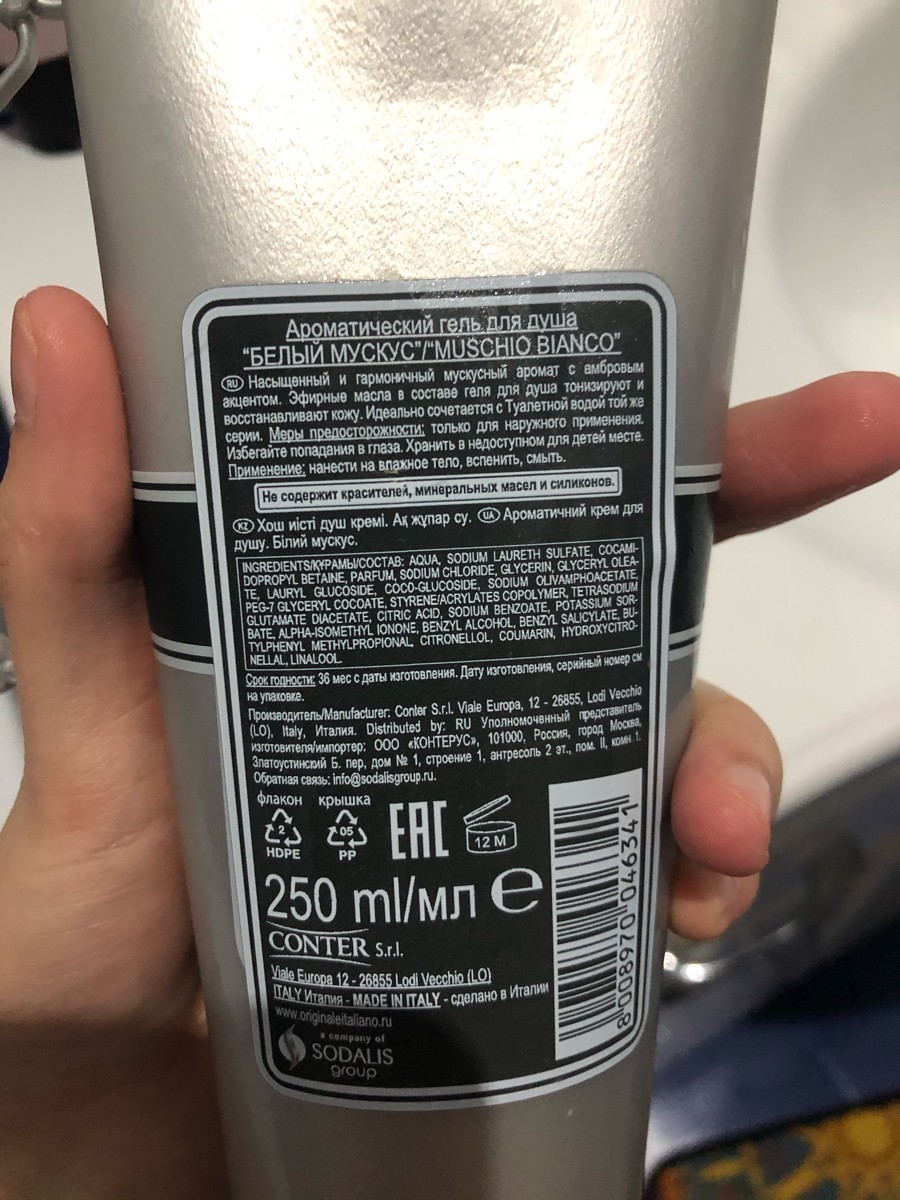 Ароматический гель для душа
“БЕЛЫЙ МУСКУС”/“MUSCHIO BIANCO”
RU Насыщенный и гармоничный мускусный аромат с амбровым
акцентом. Эфирные масла в составе геля для душа тонизируют и
восстанавливают кожу. Идеально сочетается с Туалетной водой той же
серии. Меры предосторожности: только для наружного применения.
Избегайте попадания в глаза. Хранить в недоступном для детей месте.
Применение: нанести на влажное тело, вспенить, смыть.
Не содержит красителей, минеральных масел и силиконов.
KZ Хош иісті душ кремі. Ақ жұпар су. UA Ароматичний крем для
душу. Білий мускус.
INGREDIENTS/ҚҰРАМЫ/СОСТАВ: AQUA, SODIUM LAURETH SULFATE, COCAMI-
DOPROPYL BETAINE, PARFUM, SODIUM CHLORIDE, GLYCERIN, GLYCERYL OLEA-
TE, LAURYL GLUCOSIDE, COCO-GLUCOSIDE, SODIUM OLIVAMPHOACETATE,
PEG-7 GLYCERYL COCOATE, STYRENE/ACRYLATES COPOLYMER, TETRASODIUM
GLUTAMATE DIACETATE, CITRIC ACID, SODIUM BENZOATE, POTASSIUM SOR-
BATE, ALPHA-ISOMETHYL IONONE, BENZYL ALCOHOL, BENZYL SALICYLATE, BU-
TYLPHENYL METHYLPROPIONAL, CITRONELLOL, COUMARIN, HYDROXYCITRO-
NELLAL, LINALOOL.
Срок годности: 36 мес с даты изготовления. Дату изготовления, серийный номер см
на упаковке.
Производитель/Manufacturer: Conter S.r.l. Viale Europa, 12 - 26855, Lodi Vecchio
(LO), Italy, Италия. Distributed by: RU Уполномоченный представитель
изготовителя/импортер: ООО «КОНТЕРУС», 101000, Россия, город Москва,
Златоустинский Б. пер, дом № 1, строение 1, антресоль 2 эт., пом. II, комн 1.
Обратная связь: info@sodalisgroup.ru.
флакон крышка
2 05 EAC 12 M
HDPE PP
250 ml/мл e
CONTER S.r.l.
Viale Europa 12 - 26855 Lodi Vecchio (LO)
ITALY Италия - MADE IN ITALY - сделано в Италии
www.originaleitaliano.ru
a company of
SODALIS
group
8 008970 046341